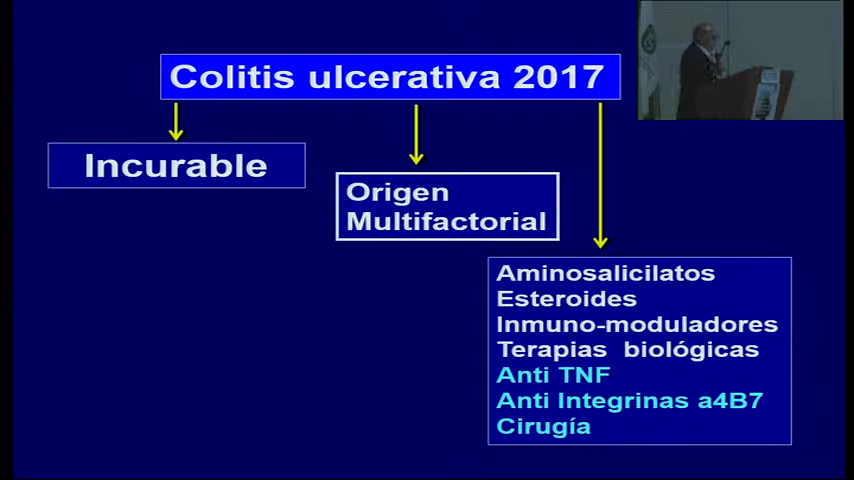 Colitis ulcerativa 2017
Incurable
Origen
Multifactorial
Aminosalicilatos
Esteroides
Inmuno-moduladores
Terapias biológicas
Anti TNF
Anti Integrinas a4B7
Cirugía